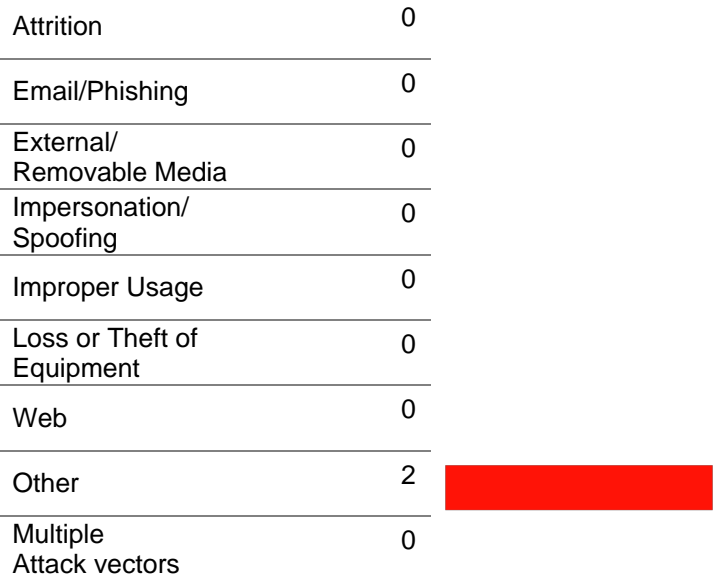 Attrition 0
Email/Phishing 0
External/
Removable Media 0
Impersonation/
Spoofing 0
Improper Usage 0
Loss or Theft of
Equipment 0
Web 0
Other 2
Multiple
Attack vectors 0